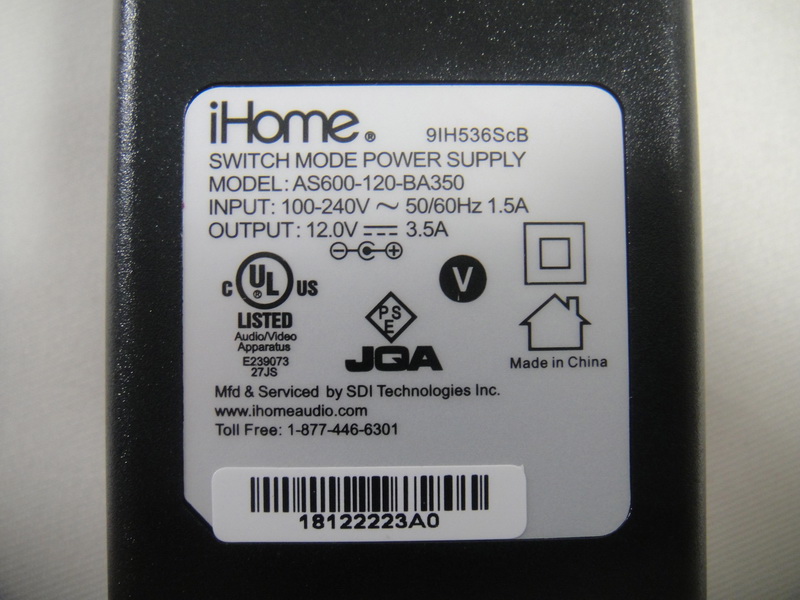 iHome®
9IH536ScB
SWITCH MODE POWER SUPPLY
MODEL: AS600-120-BA350
INPUT: 100-240V ~ 50/60Hz 1.5A
OUTPUT: 12.0V ⎓ 3.5A
C UL® US
LISTED
Audio/Video
Apparatus
E239073
27JS
V
PS
E
JQA
Made in China
Mfd & Serviced by SDI Technologies Inc.
www.ihomeaudio.com
Toll Free: 1-877-446-6301
18122223A0